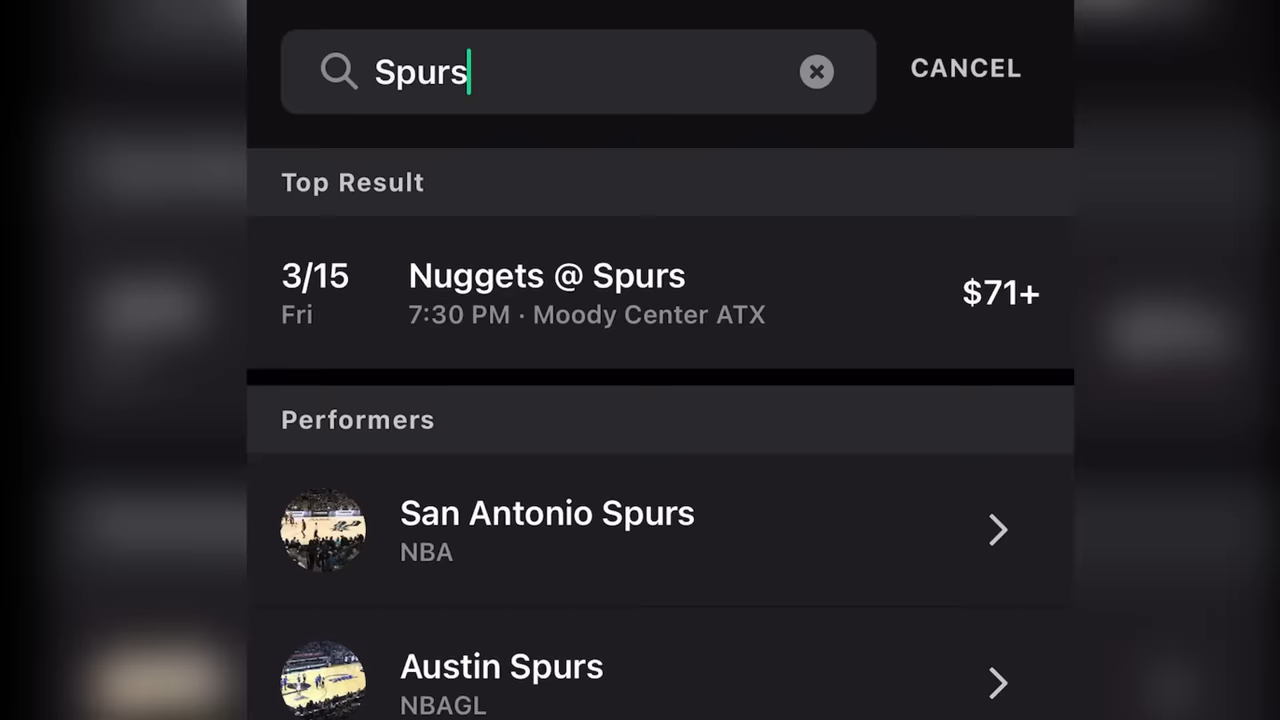 Spurs
CANCEL
Top Result
3/15
Nuggets @ Spurs
$71+
Fri
7:30 PM · Moody Center ATX
Performers
San Antonio Spurs
NBA
Austin Spurs
NBAGL